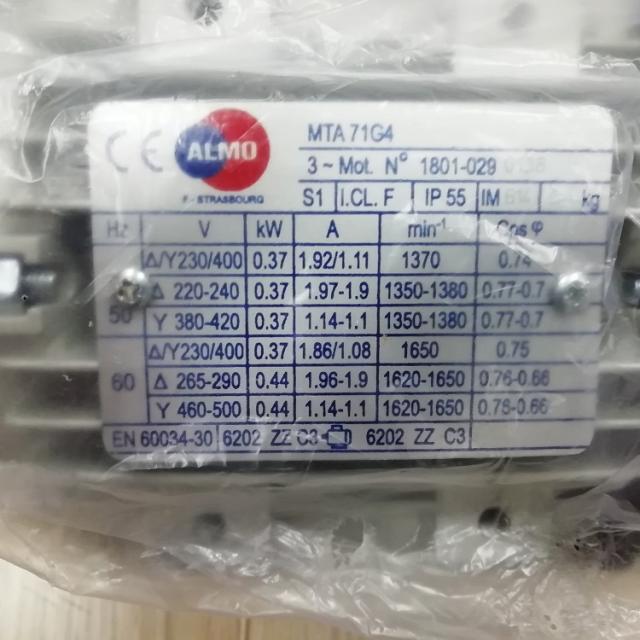 CE ALMO
F - STRASBOURG
MTA 71G4
3 ~ Mot. Nº 1801-029
S1 I.CL. F IP 55 IM kg
Hz V kW A min⁻¹ Cos φ
Δ/Y230/400 0.37 1.92/1.11 1370 0.74
50 Δ 220-240 0.37 1.97-1.9 1350-1380 0.77-0.7
Y 380-420 0.37 1.14-1.1 1350-1380 0.77-0.7
Δ/Y230/400 0.37 1.86/1.08 1650 0.75
60 Δ 265-290 0.44 1.96-1.9 1620-1650 0.76-0.66
Y 460-500 0.44 1.14-1.1 1620-1650 0.76-0.66
EN 60034-30 6202 ZZ C3 6202 ZZ C3